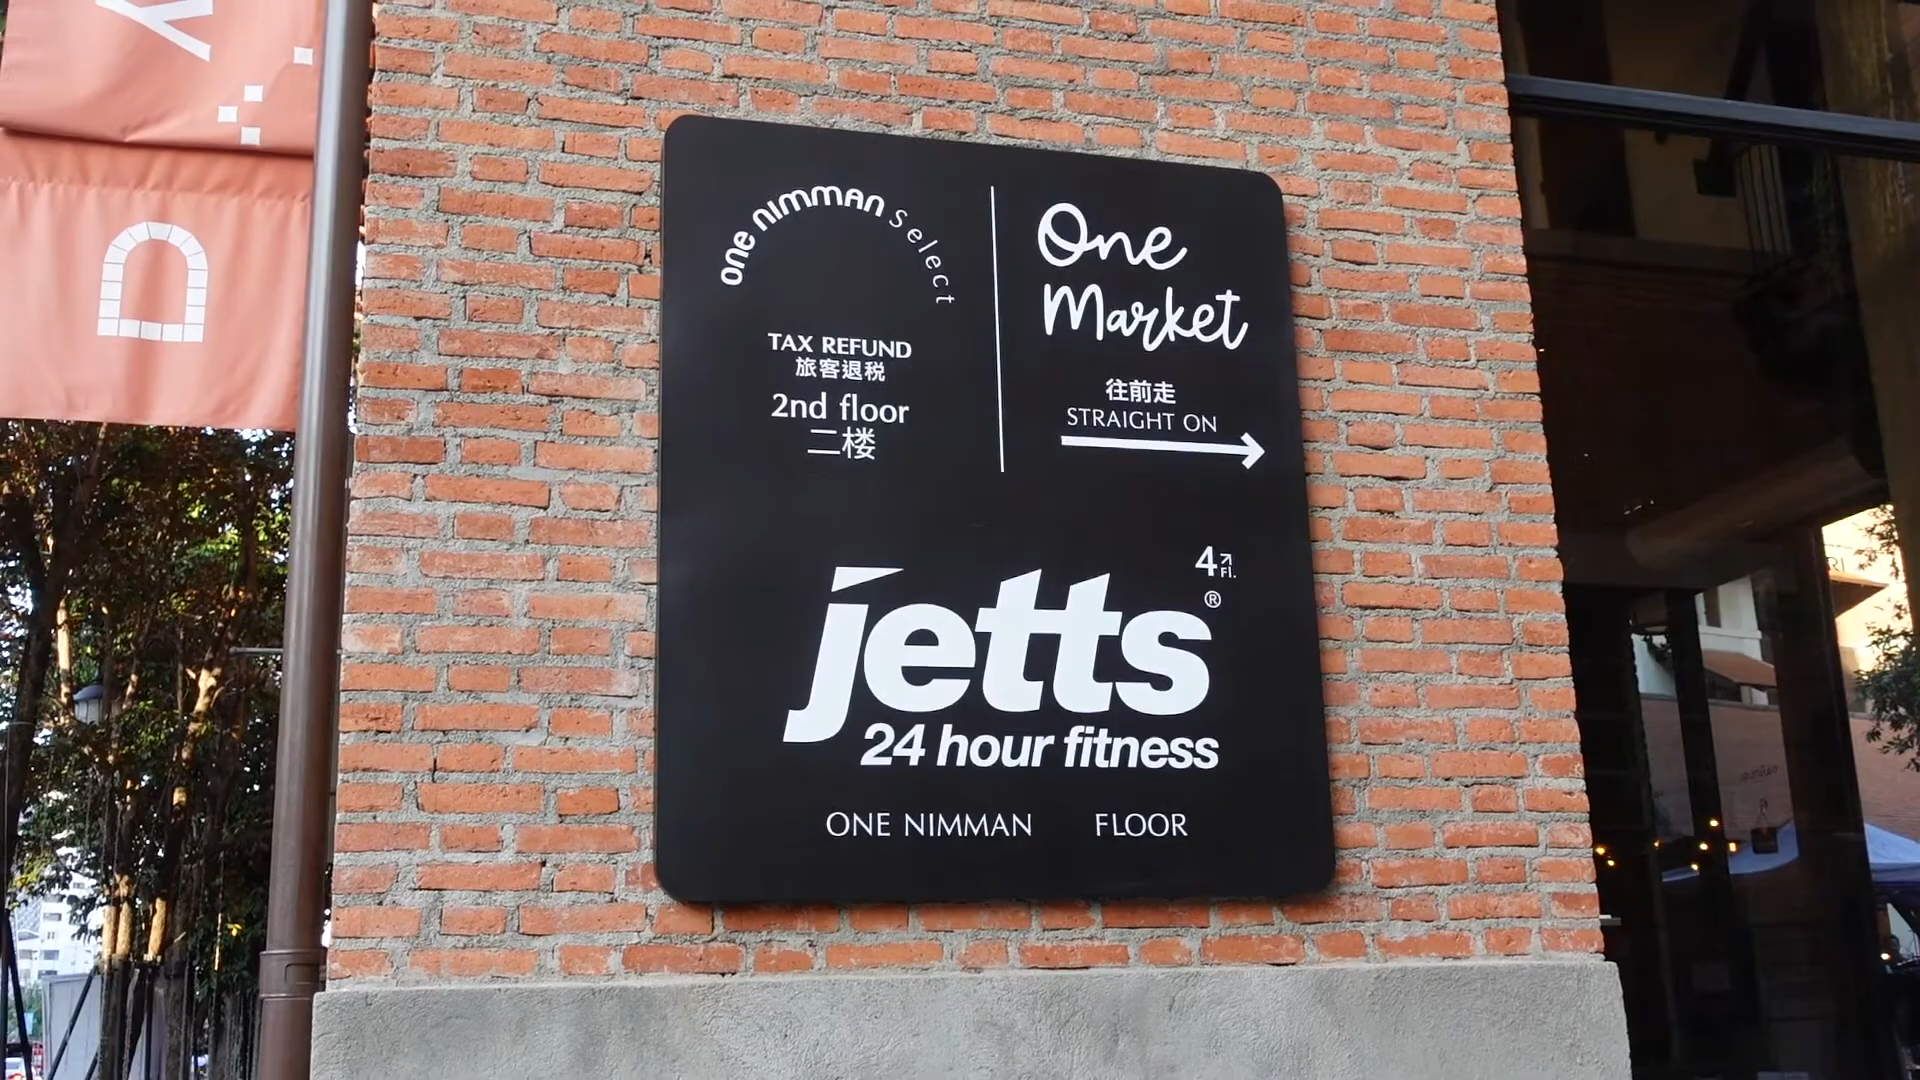 one nimman Select
TAX REFUND
旅客退税
2nd floor
二楼
One
Market
往前走
STRAIGHT ON
4 Fl.
jetts®
24 hour fitness
ONE NIMMAN FLOOR